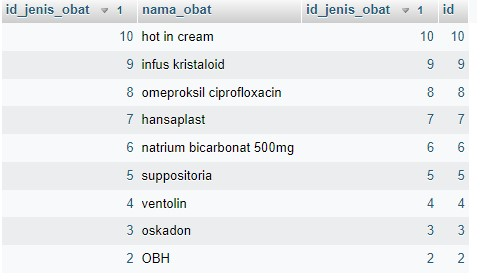 id_jenis_obat 1 nama_obat id_jenis_obat 1 id
10 hot in cream 10 10
9 infus kristaloid 9 9
8 omeproksil ciprofloxacin 8 8
7 hansaplast 7 7
6 natrium bicarbonat 500mg 6 6
5 suppositoria 5 5
4 ventolin 4 4
3 oskadon 3 3
2 OBH 2 2